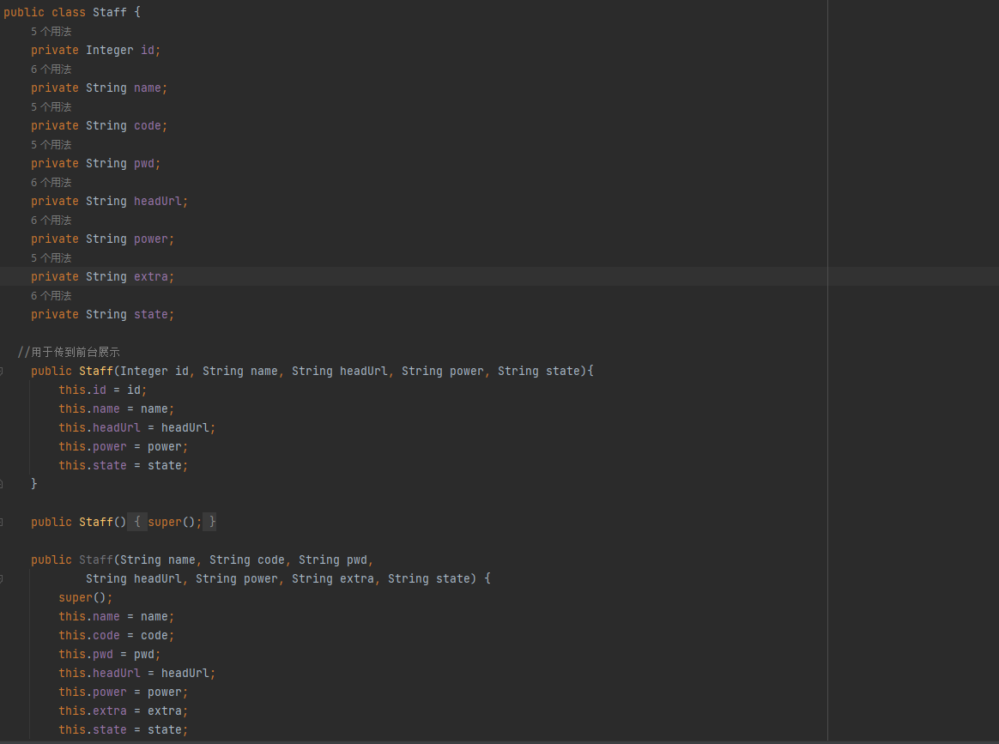 public class Staff {
5 个用法
private Integer id;
6 个用法
private String name;
5 个用法
private String code;
5 个用法
private String pwd;
6 个用法
private String headUrl;
6 个用法
private String power;
5 个用法
private String extra;
6 个用法
private String state;
//用于传到前台展示
public Staff(Integer id, String name, String headUrl, String power, String state){
this.id = id;
this.name = name;
this.headUrl = headUrl;
this.power = power;
this.state = state;
}
public Staff() { super(); }
public Staff(String name, String code, String pwd,
String headUrl, String power, String extra, String state) {
super();
this.name = name;
this.code = code;
this.pwd = pwd;
this.headUrl = headUrl;
this.power = power;
this.extra = extra;
this.state = state;